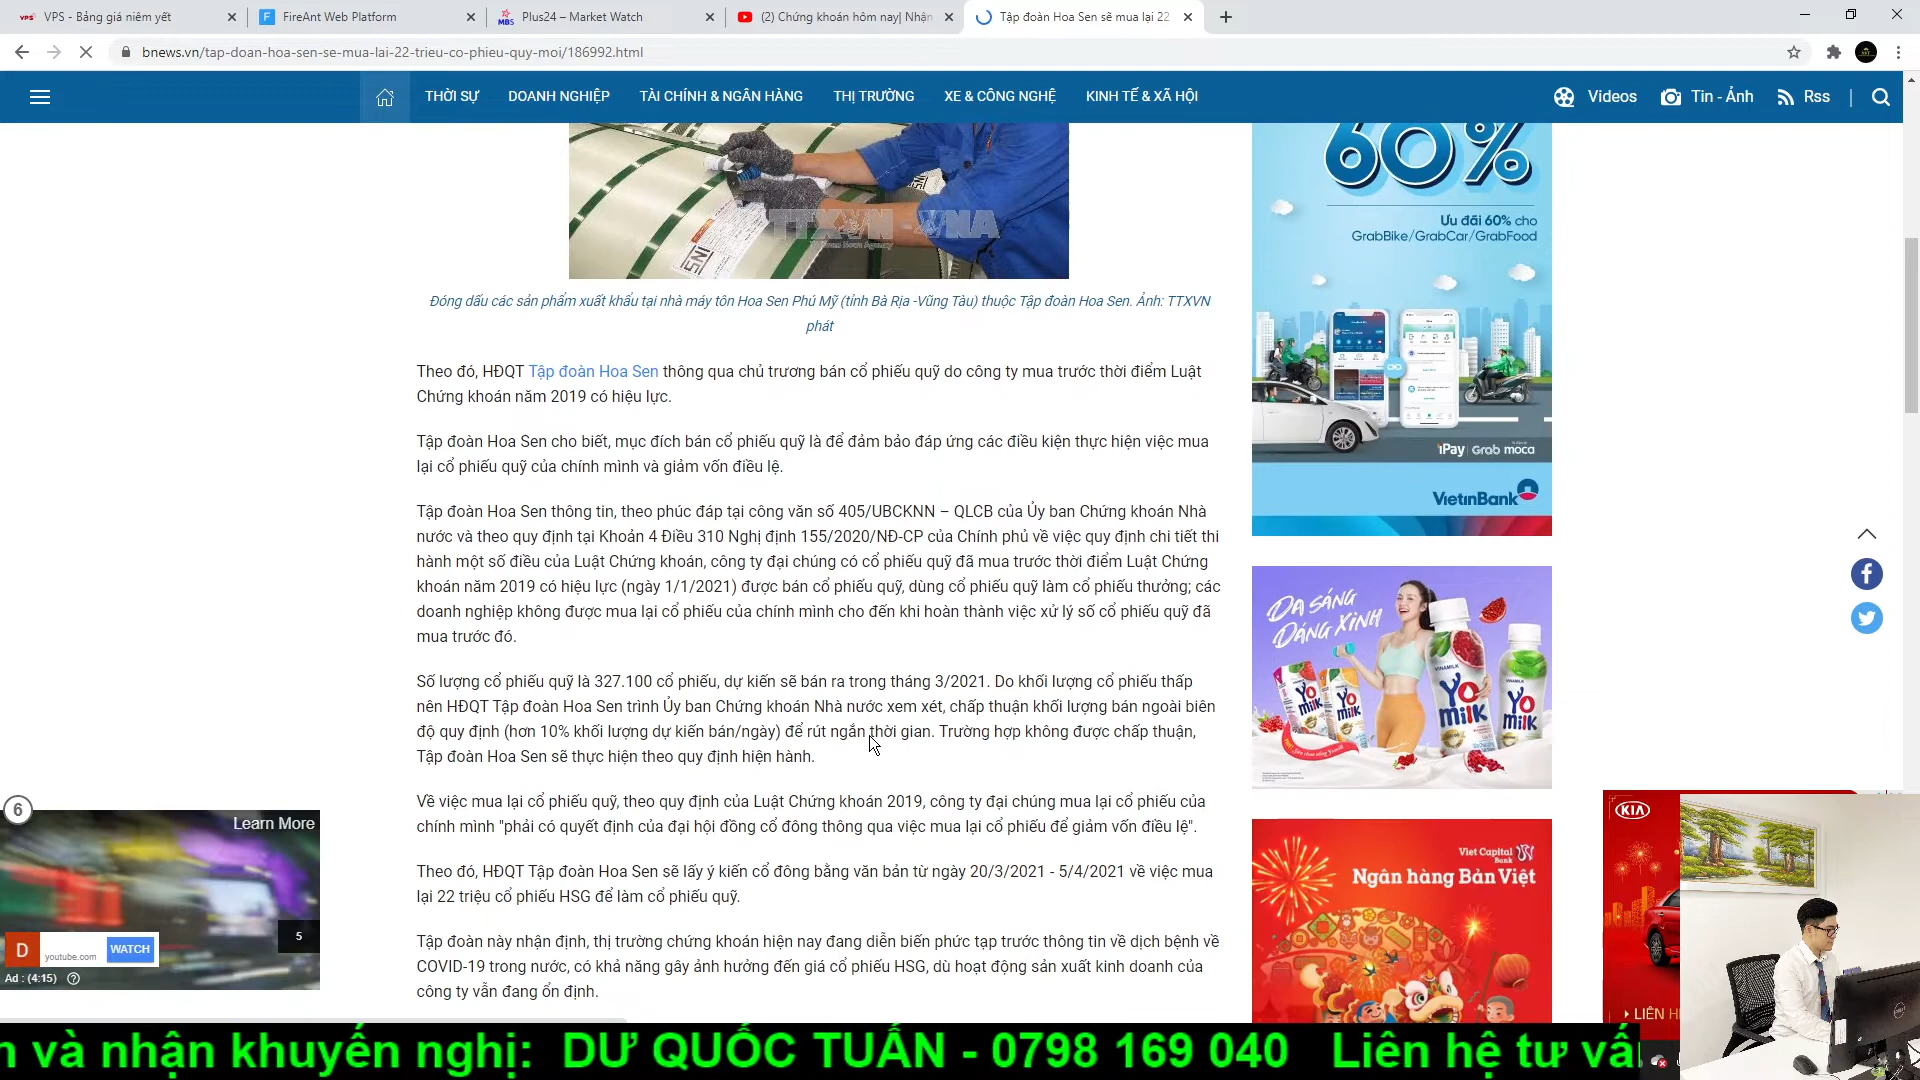 VPS VPS - Bảng giá niêm yết
F FireAnt Web Platform
MBS Plus24 – Market Watch
(2) Chứng khoán hôm nay| Nhận
Tập đoàn Hoa Sen sẽ mua lại 22
bnews.vn/tap-doan-hoa-sen-se-mua-lai-22-trieu-co-phieu-quy-moi/186992.html
THỜI SỰ DOANH NGHIỆP TÀI CHÍNH & NGÂN HÀNG THỊ TRƯỜNG XE & CÔNG NGHỆ KINH TẾ & XÃ HỘI
Videos Tin - Ảnh Rss
TTXVN - VNA
SNI
60%
Ưu đãi 60% cho
GrabBike/GrabCar/GrabFood
iPay Grab moca
VietinBank
Đóng dấu các sản phẩm xuất khẩu tại nhà máy tôn Hoa Sen Phú Mỹ (tỉnh Bà Rịa -Vũng Tàu) thuộc Tập đoàn Hoa Sen. Ảnh: TTXVN
phát
Theo đó, HĐQT Tập đoàn Hoa Sen thông qua chủ trương bán cổ phiếu quỹ do công ty mua trước thời điểm Luật
Chứng khoán năm 2019 có hiệu lực.
Tập đoàn Hoa Sen cho biết, mục đích bán cổ phiếu quỹ là để đảm bảo đáp ứng các điều kiện thực hiện việc mua
lại cổ phiếu quỹ của chính mình và giảm vốn điều lệ.
Tập đoàn Hoa Sen thông tin, theo phúc đáp tại công văn số 405/UBCKNN – QLCB của Ủy ban Chứng khoán Nhà
nước và theo quy định tại Khoản 4 Điều 310 Nghị định 155/2020/NĐ-CP của Chính phủ về việc quy định chi tiết thi
hành một số điều của Luật Chứng khoán, công ty đại chúng có cổ phiếu quỹ đã mua trước thời điểm Luật Chứng
khoán năm 2019 có hiệu lực (ngày 1/1/2021) được bán cổ phiếu quỹ, dùng cổ phiếu quỹ làm cổ phiếu thưởng; các
doanh nghiệp không được mua lại cổ phiếu của chính mình cho đến khi hoàn thành việc xử lý số cổ phiếu quỹ đã
mua trước đó.
Số lượng cổ phiếu quỹ là 327.100 cổ phiếu, dự kiến sẽ bán ra trong tháng 3/2021. Do khối lượng cổ phiếu thấp
nên HĐQT Tập đoàn Hoa Sen trình Ủy ban Chứng khoán Nhà nước xem xét, chấp thuận khối lượng bán ngoài biên
độ quy định (hơn 10% khối lượng dự kiến bán/ngày) để rút ngắn thời gian. Trường hợp không được chấp thuận,
Tập đoàn Hoa Sen sẽ thực hiện theo quy định hiện hành.
Về việc mua lại cổ phiếu quỹ, theo quy định của Luật Chứng khoán 2019, công ty đại chúng mua lại cổ phiếu của
chính mình "phải có quyết định của đại hội đồng cổ đông thông qua việc mua lại cổ phiếu để giảm vốn điều lệ".
Theo đó, HĐQT Tập đoàn Hoa Sen sẽ lấy ý kiến cổ đông bằng văn bản từ ngày 20/3/2021 - 5/4/2021 về việc mua
lại 22 triệu cổ phiếu HSG để làm cổ phiếu quỹ.
Tập đoàn này nhận định, thị trường chứng khoán hiện nay đang diễn biến phức tạp trước thông tin về dịch bệnh về
COVID-19 trong nước, có khả năng gây ảnh hưởng đến giá cổ phiếu HSG, dù hoạt động sản xuất kinh doanh của
công ty vẫn đang ổn định.
DA SÁNG
DÁNG XINH
VINAMILK
Yomilk
Yomilk
Viet Capital Bank
Ngân hàng Bản Việt
KIA
LIÊN H
6
Learn More
5
D youtube.com WATCH
Ad : (4:15)
n và nhận khuyến nghị: DƯ QUỐC TUẤN - 0798 169 040 Liên hệ tư vấ